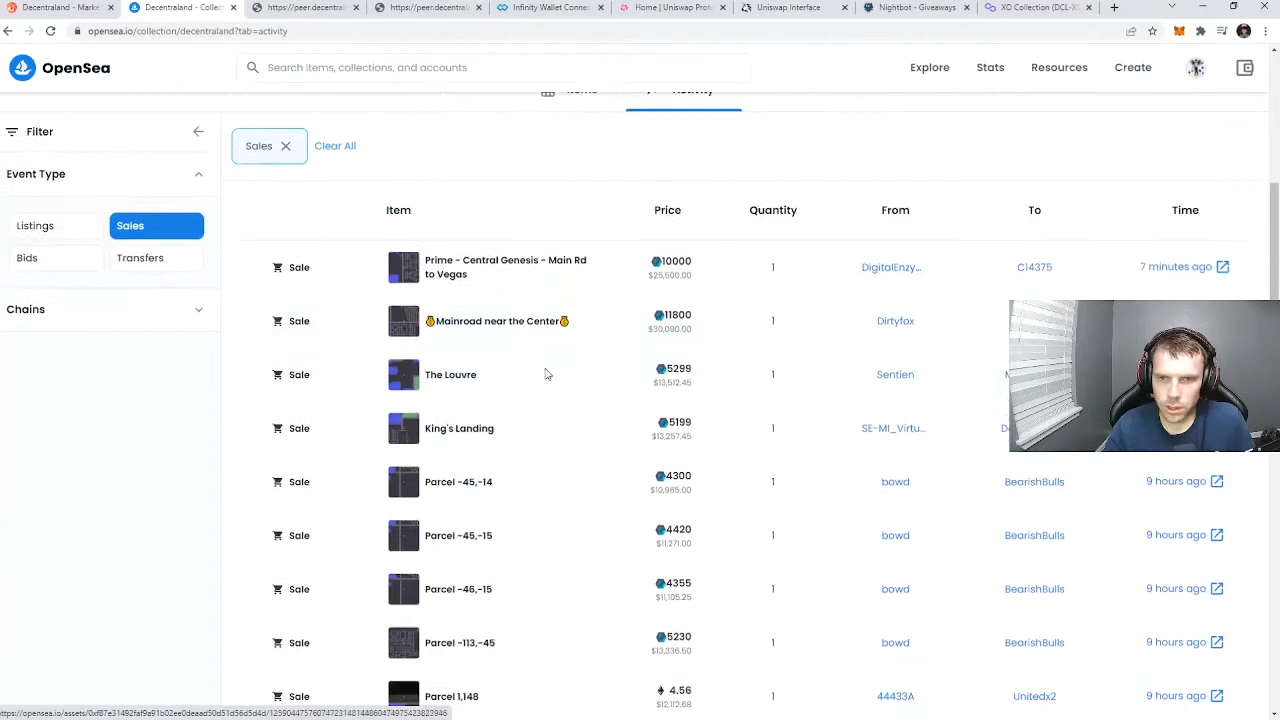 Decentraland - Market
Decentraland - Collec
https://peer.decentral
https://peer.decentral
Infinity Wallet Connec
Home | Uniswap Prot
Uniswap Interface
Nightbot - Giveaways
XO Collection (DCL-X
opensea.io/collection/decentraland?tab=activity
OpenSea
Search items, collections, and accounts
Explore
Stats
Resources
Create
Activity
Filter
Sales
Clear All
Event Type
Listings
Sales
Bids
Transfers
Chains
Item
Price
Quantity
From
To
Time
Sale
Prime - Central Genesis - Main Rd
to Vegas
10000
$25,500.00
1
DigitalEnzy...
C14375
7 minutes ago
Sale
Mainroad near the Center
11800
$30,090.00
1
Dirtyfox
Sale
The Louvre
5299
$13,512.45
1
Sentien
Sale
King's Landing
5199
$13,257.45
1
SE-MI_Virtu...
Sale
Parcel -45,-14
4300
$10,965.00
1
bowd
BearishBulls
9 hours ago
Sale
Parcel -45,-15
4420
$11,271.00
1
bowd
BearishBulls
9 hours ago
Sale
Parcel -46,-15
4355
$11,105.25
1
bowd
BearishBulls
9 hours ago
Sale
Parcel -113,-45
5230
$13,336.50
1
bowd
BearishBulls
9 hours ago
Sale
Parcel 1,148
4.56
$12,112.68
1
44433A
Unitedx2
9 hours ago